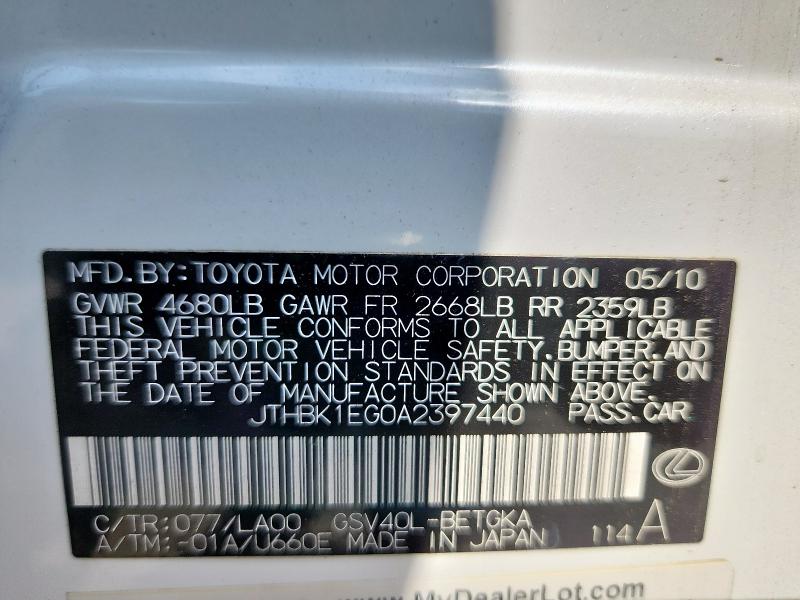 MFD. BY: TOYOTA MOTOR CORPORATION 05/10
GVWR 4680LB GAWR FR 2668LB RR 2359LB
THIS VEHICLE CONFORMS TO ALL APPLICABLE
FEDERAL MOTOR VEHICLE SAFETY, BUMPER, AND
THEFT PREVENTION STANDARDS IN EFFECT ON
THE DATE OF MANUFACTURE SHOWN ABOVE.
JTHBK1EG0A2397440 PASS. CAR
C/TR: 077/LA00 GSV40L-BETGKA
A/TM: -01A/U660E MADE IN JAPAN 114 A
www.MyDealerLot.com